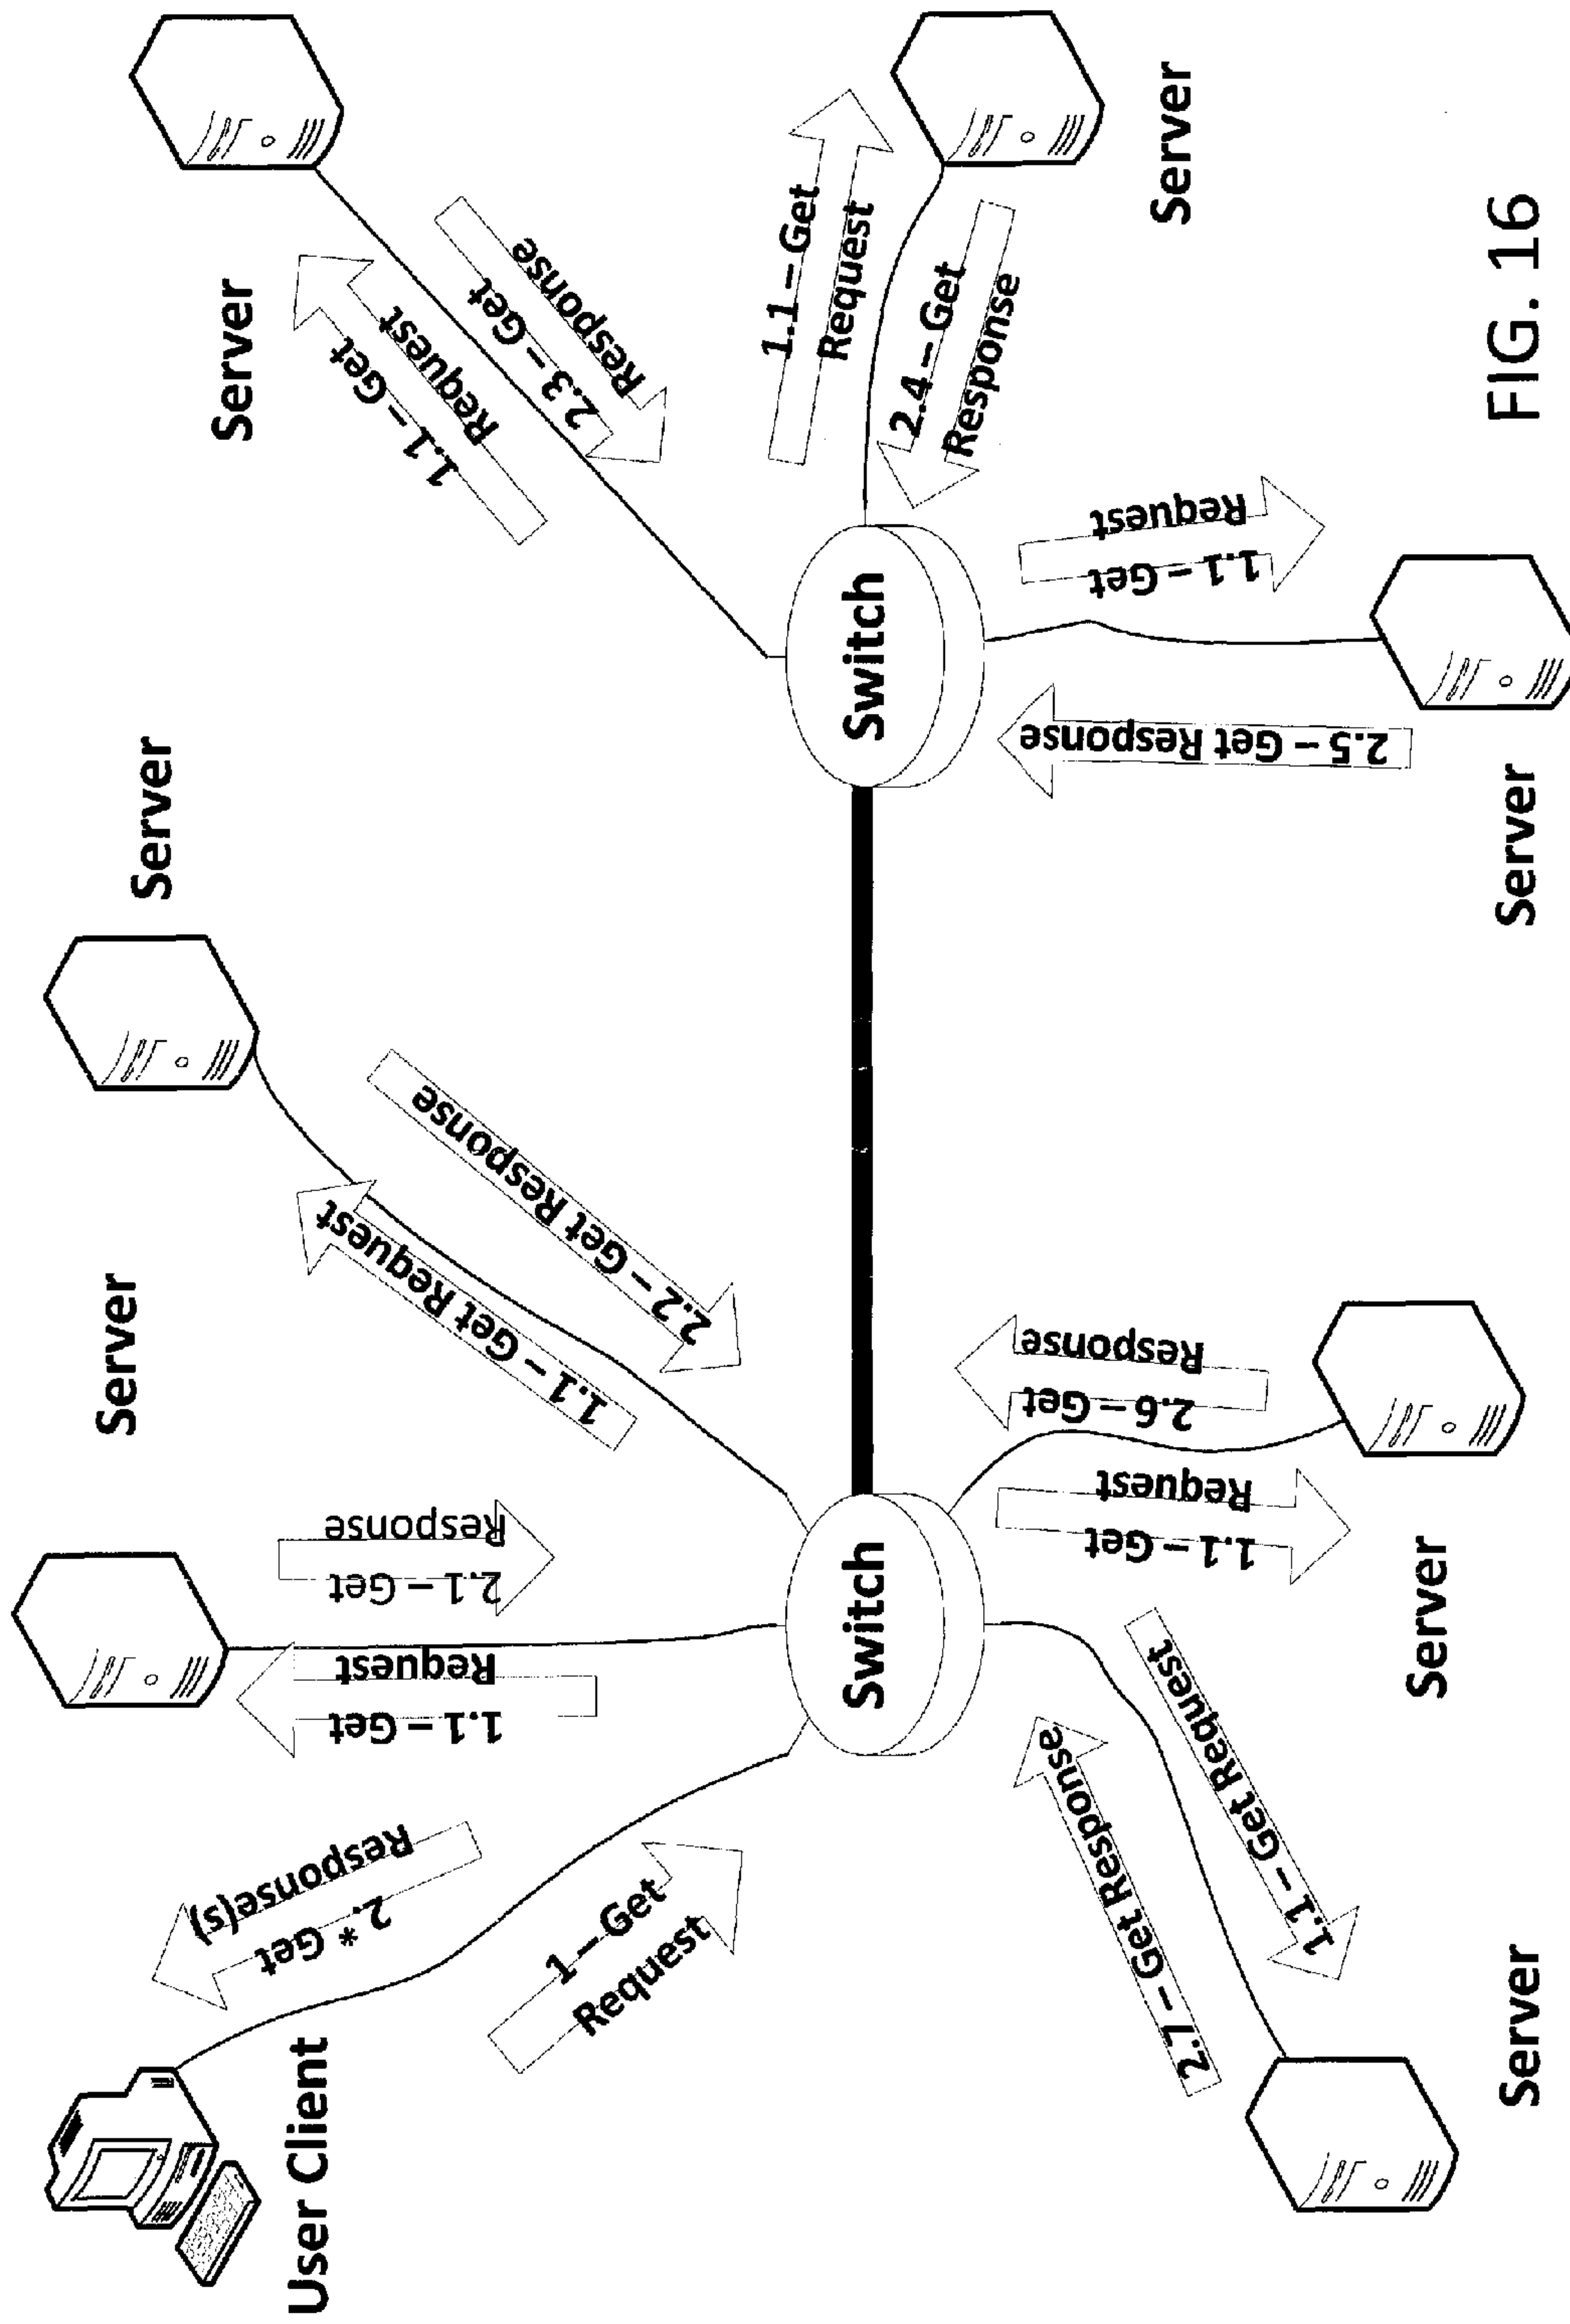 User Client
2.* Get
Response(s)
1 – Get
Request
1.1 – Get
Request
2.1 – Get
Response
Server
1.1 – Get Request
2.2 – Get Response
Server
Server
1.1 – Get
Request
2.3 – Get
Response
1.1 – Get
Request
2.4 – Get
Response
Server
Switch
Switch
2.7 – Get Response
1.1 – Get Request
Server
1.1 – Get
Request
2.6 – Get
Response
Server
2.5 – Get Response
1.1 – Get
Request
Server
FIG. 16